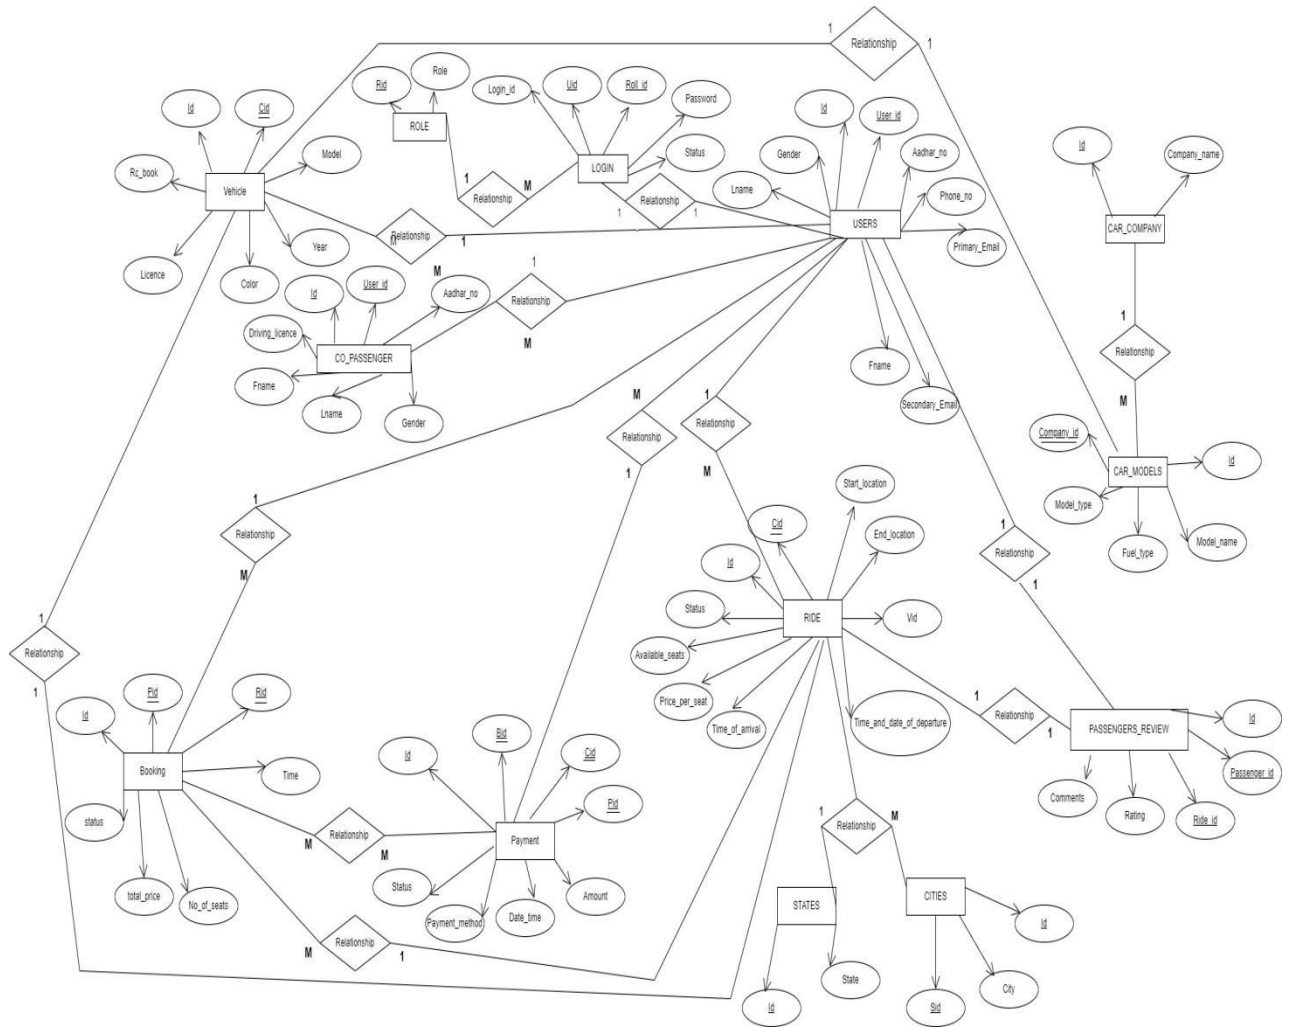 1
Relationship
1
Role
Rid
ROLE
Login_id
Uid
Roll_id
Password
Status
LOGIN
1
Relationship
M
1
Relationship
1
Id
Cid
Model
Rc_book
Vehicle
Licence
Color
Year
Relationship
1
Id
User_id
Gender
Aadhar_no
Lname
Phone_no
USERS
Primary_Email
Fname
Secondary_Email
Id
Company_name
CAR_COMPANY
1
Relationship
M
Company_id
CAR_MODELS
Id
Model_type
Fuel_type
Model_name
M
1
Id
User_id
Aadhar_no
Relationship
Driving_licence
CO_PASSENGER
M
Fname
Lname
Gender
M
Relationship
1
1
Relationship
M
1
Relationship
M
1
Relationship
1
Start_location
Cid
End_location
Id
Status
RIDE
Vid
Available_seats
Price_per_seat
Time_of_arrival
Time_and_date_of_departure
1
Relationship
1
1
Relationship
1
PASSENGERS_REVIEW
Id
Passenger_id
Comments
Rating
Ride_id
Id
Pid
Rid
Booking
Time
status
total_price
No_of_seats
M
Relationship
M
Id
Bid
Cid
Pid
Payment
Status
Payment_method
Date_time
Amount
M
Relationship
1
1
Relationship
M
STATES
CITIES
Id
State
Id
Sid
City